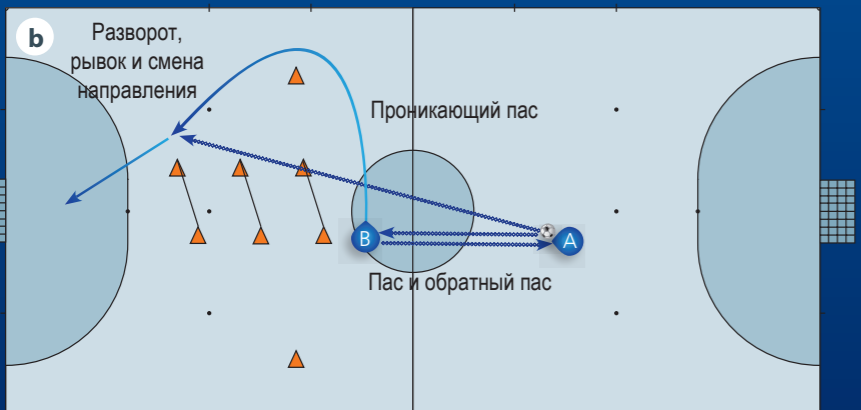 b
Разворот,
рывок и смена
направления
Проникающий пас
B
A
Пас и обратный пас